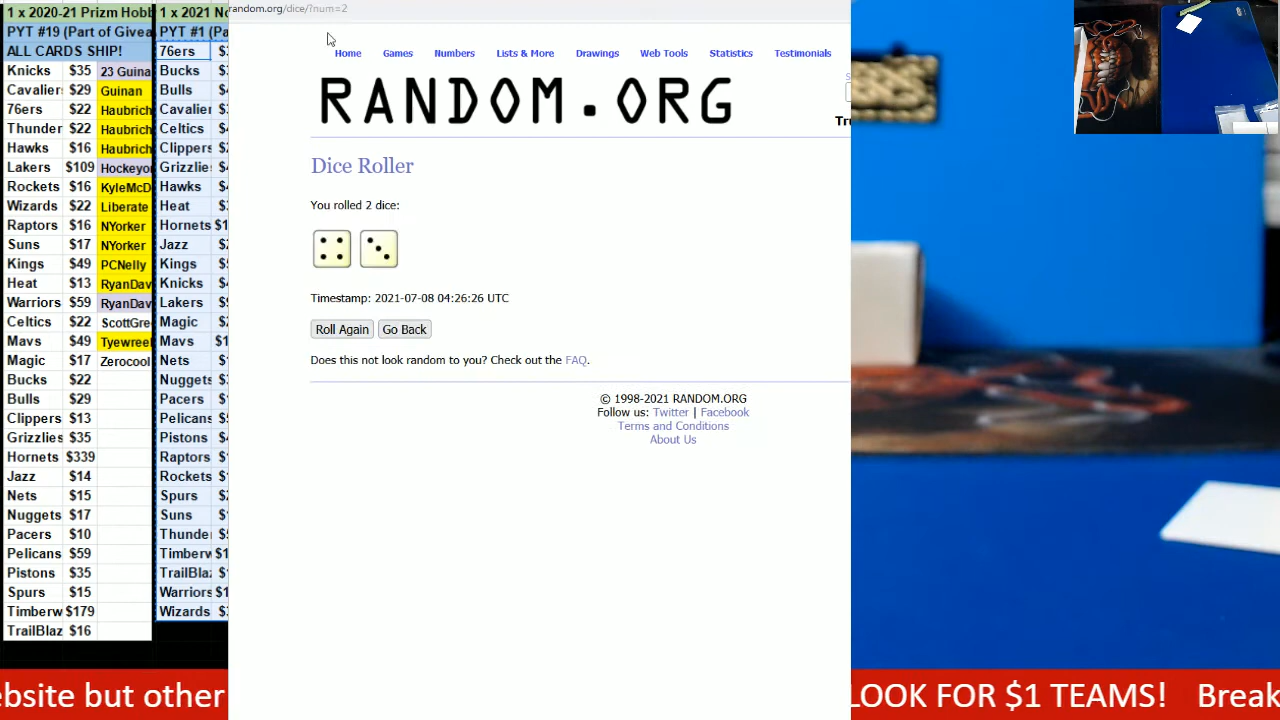 1 x 2020-21 Prizm Hobb
PYT #19 (Part of Givea
ALL CARDS SHIP!
Knicks $35 23 Guina
Cavaliers $29 Guinan
76ers $22 Haubrich
Thunder $22 Haubrich
Hawks $16 Haubrich
Lakers $109 Hockeyo
Rockets $16 KyleMcD
Wizards $22 Liberate
Raptors $16 NYorker
Suns $17 NYorker
Kings $49 PCNelly
Heat $13 RyanDav
Warriors $59 RyanDav
Celtics $22 ScottGre
Mavs $49 Tyewree
Magic $17 Zerocool
Bucks $22
Bulls $29
Clippers $13
Grizzlies $35
Hornets $339
Jazz $14
Nets $15
Nuggets $17
Pacers $10
Pelicans $59
Pistons $35
Spurs $15
Timberw $179
TrailBlaz $16
1 x 2021 No
PYT #1 (Pa
76ers
Bucks
Bulls
Cavalier
Celtics
Clippers
Grizzlies
Hawks
Heat
Hornets
Jazz
Kings
Knicks
Lakers
Magic
Mavs
Nets
Nuggets
Pacers
Pelicans
Pistons
Raptors
Rockets
Spurs
Suns
Thunde
Timberw
TrailBla
Warriors
Wizards
random.org/dice/?num=2
Home Games Numbers Lists & More Drawings Web Tools Statistics Testimonials
RANDOM.ORG
Tru
Dice Roller
You rolled 2 dice:
Timestamp: 2021-07-08 04:26:26 UTC
Roll Again Go Back
Does this not look random to you? Check out the FAQ.
© 1998-2021 RANDOM.ORG
Follow us: Twitter | Facebook
Terms and Conditions
About Us
ebsite but other
LOOK FOR $1 TEAMS! Break